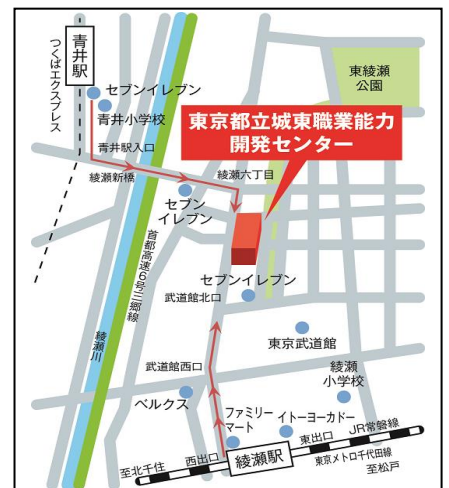 青井駅
つくばエクスプレス
セブンイレブン
青井小学校
青井駅入口
綾瀬新橋
綾瀬六丁目
東綾瀬
公園
東京都立城東職業能力
開発センター
セブン
イレブン
首都高速6号三郷線
綾瀬川
セブンイレブン
武道館北口
東京武道館
武道館西口
綾瀬
小学校
ベルクス
ファミリー
マート
イトーヨーカドー
東出口
JR常磐線
綾瀬駅
西出口
至北千住
東京メトロ千代田線
至松戸